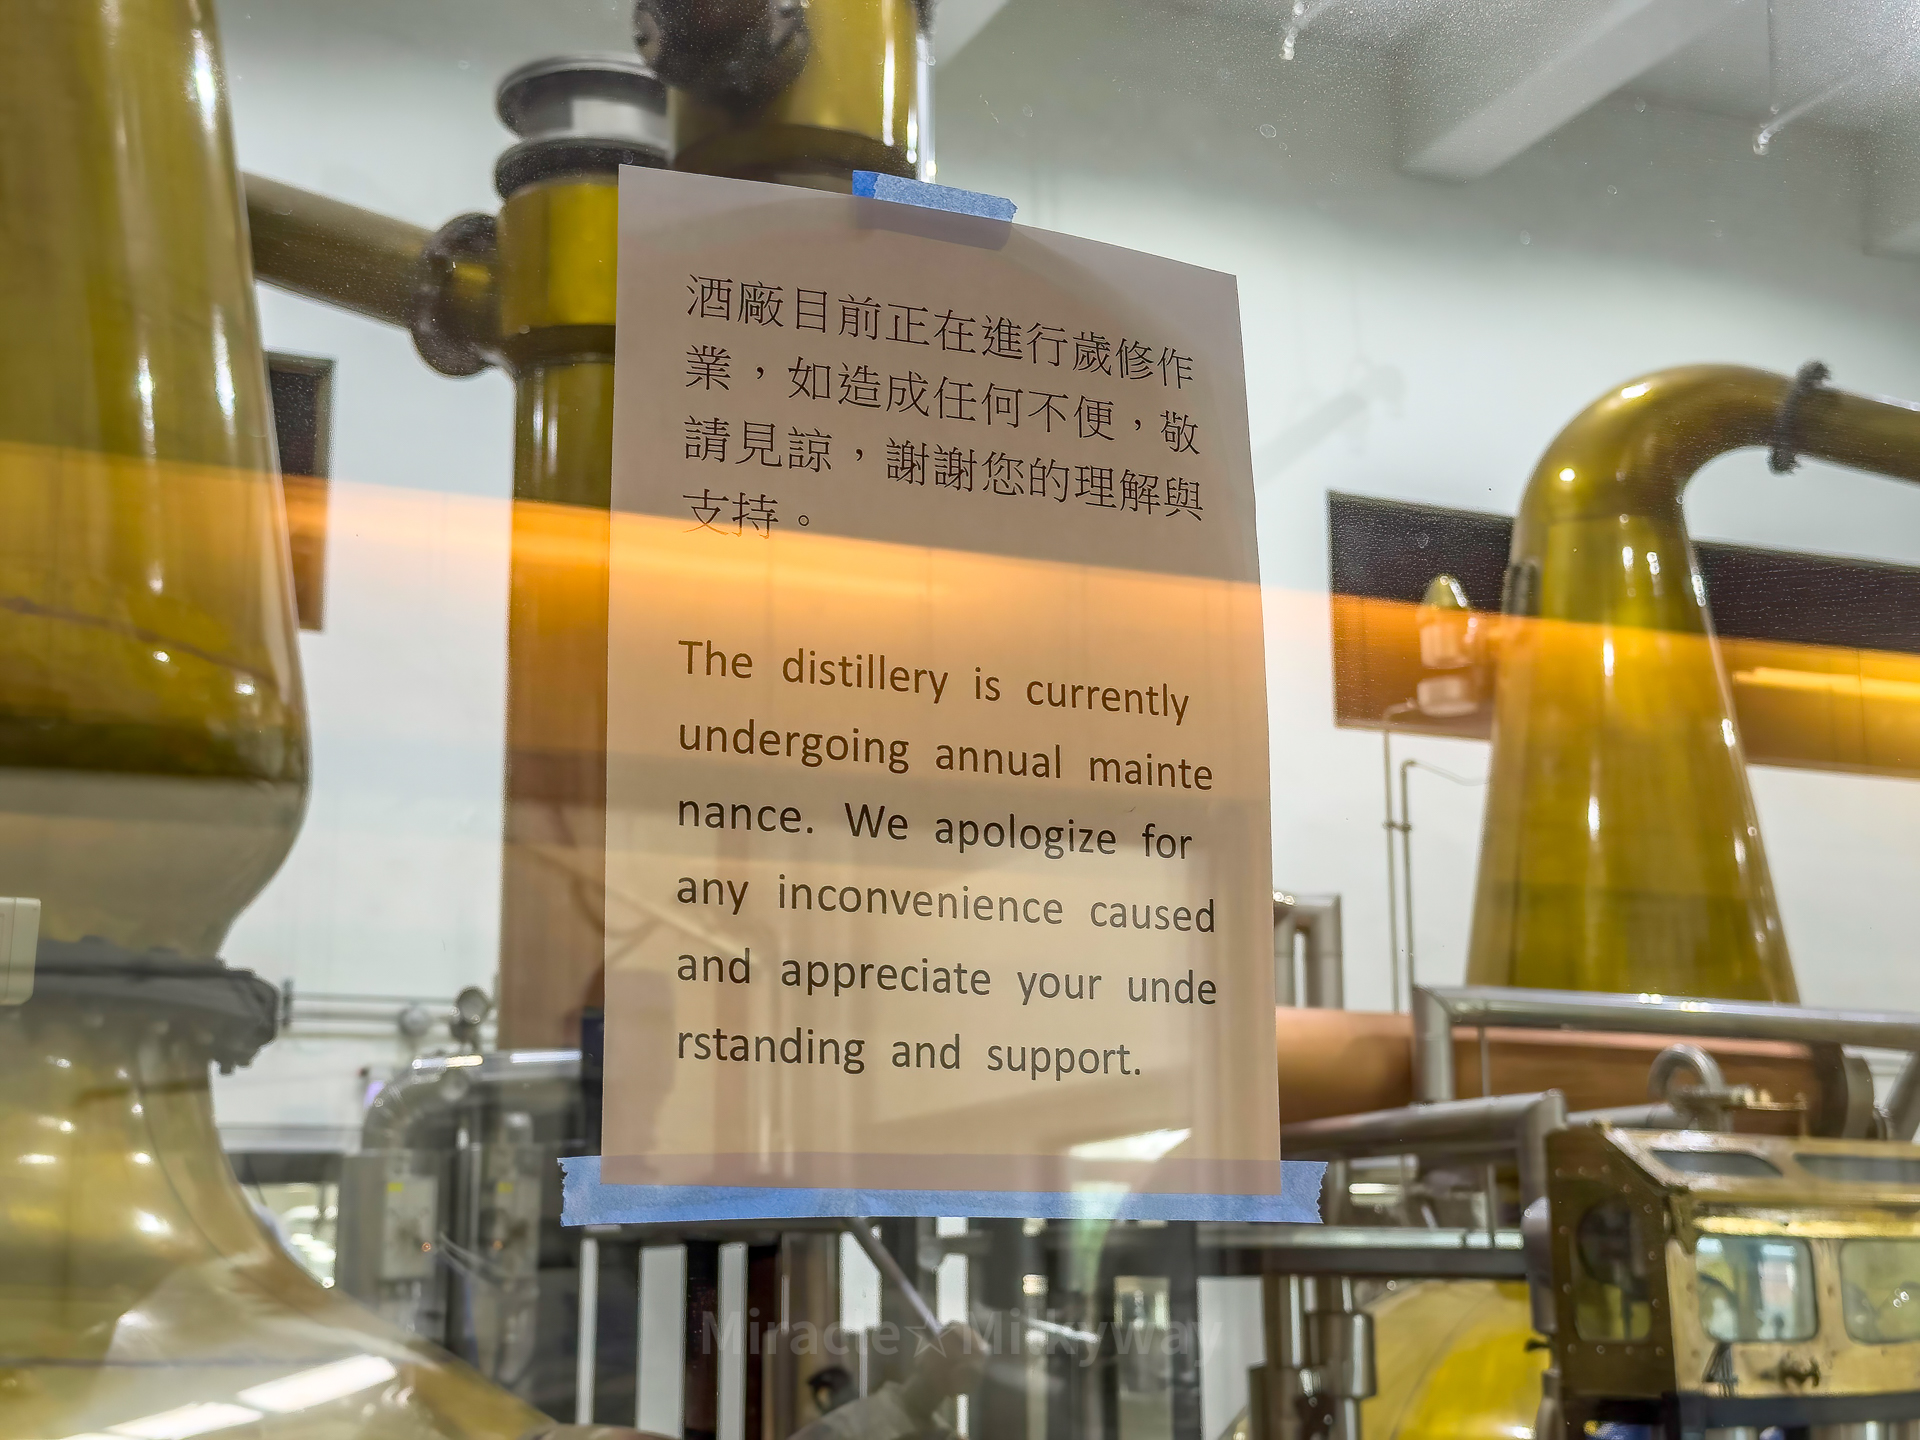 酒廠目前正在進行歲修作
業，如造成任何不便，敬
請見諒，謝謝您的理解與
支持。
The distillery is currently
undergoing annual mainte
nance. We apologize for
any inconvenience caused
and appreciate your unde
rstanding and support.
Miracle☆Milkyway